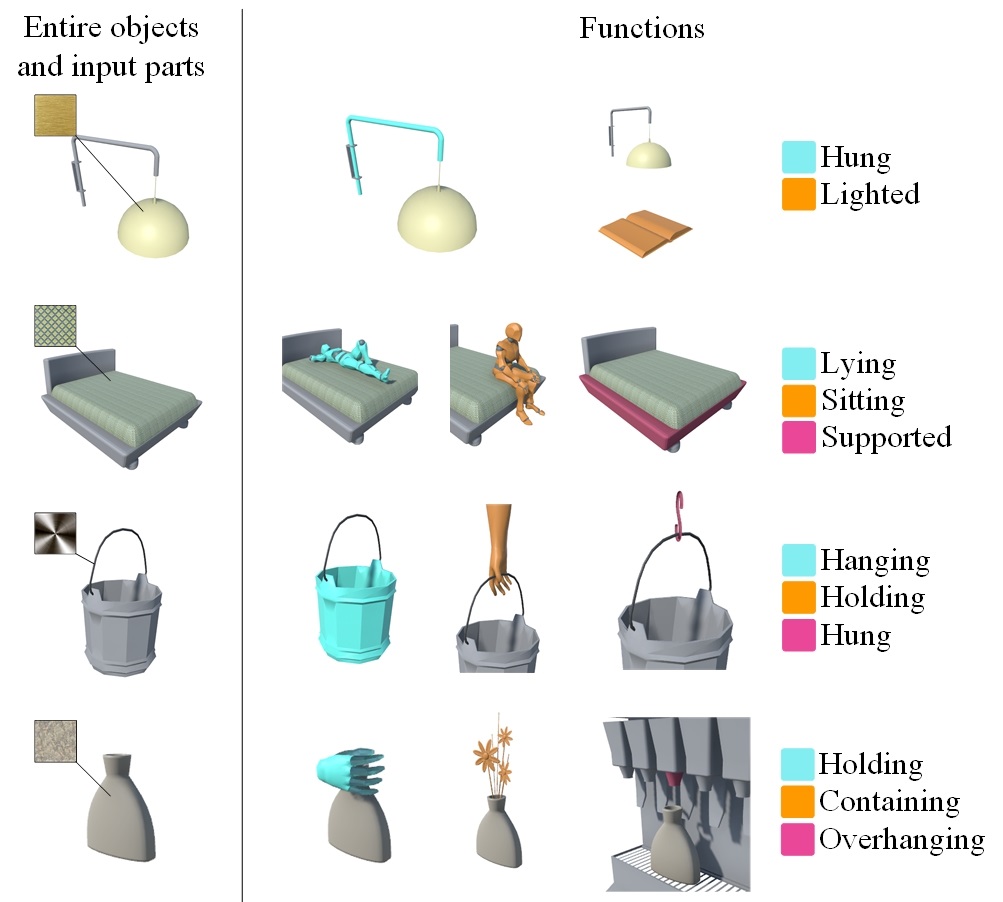 Entire objects
and input parts
Functions
Hung
Lighted
Lying
Sitting
Supported
Hanging
Holding
Hung
Holding
Containing
Overhanging